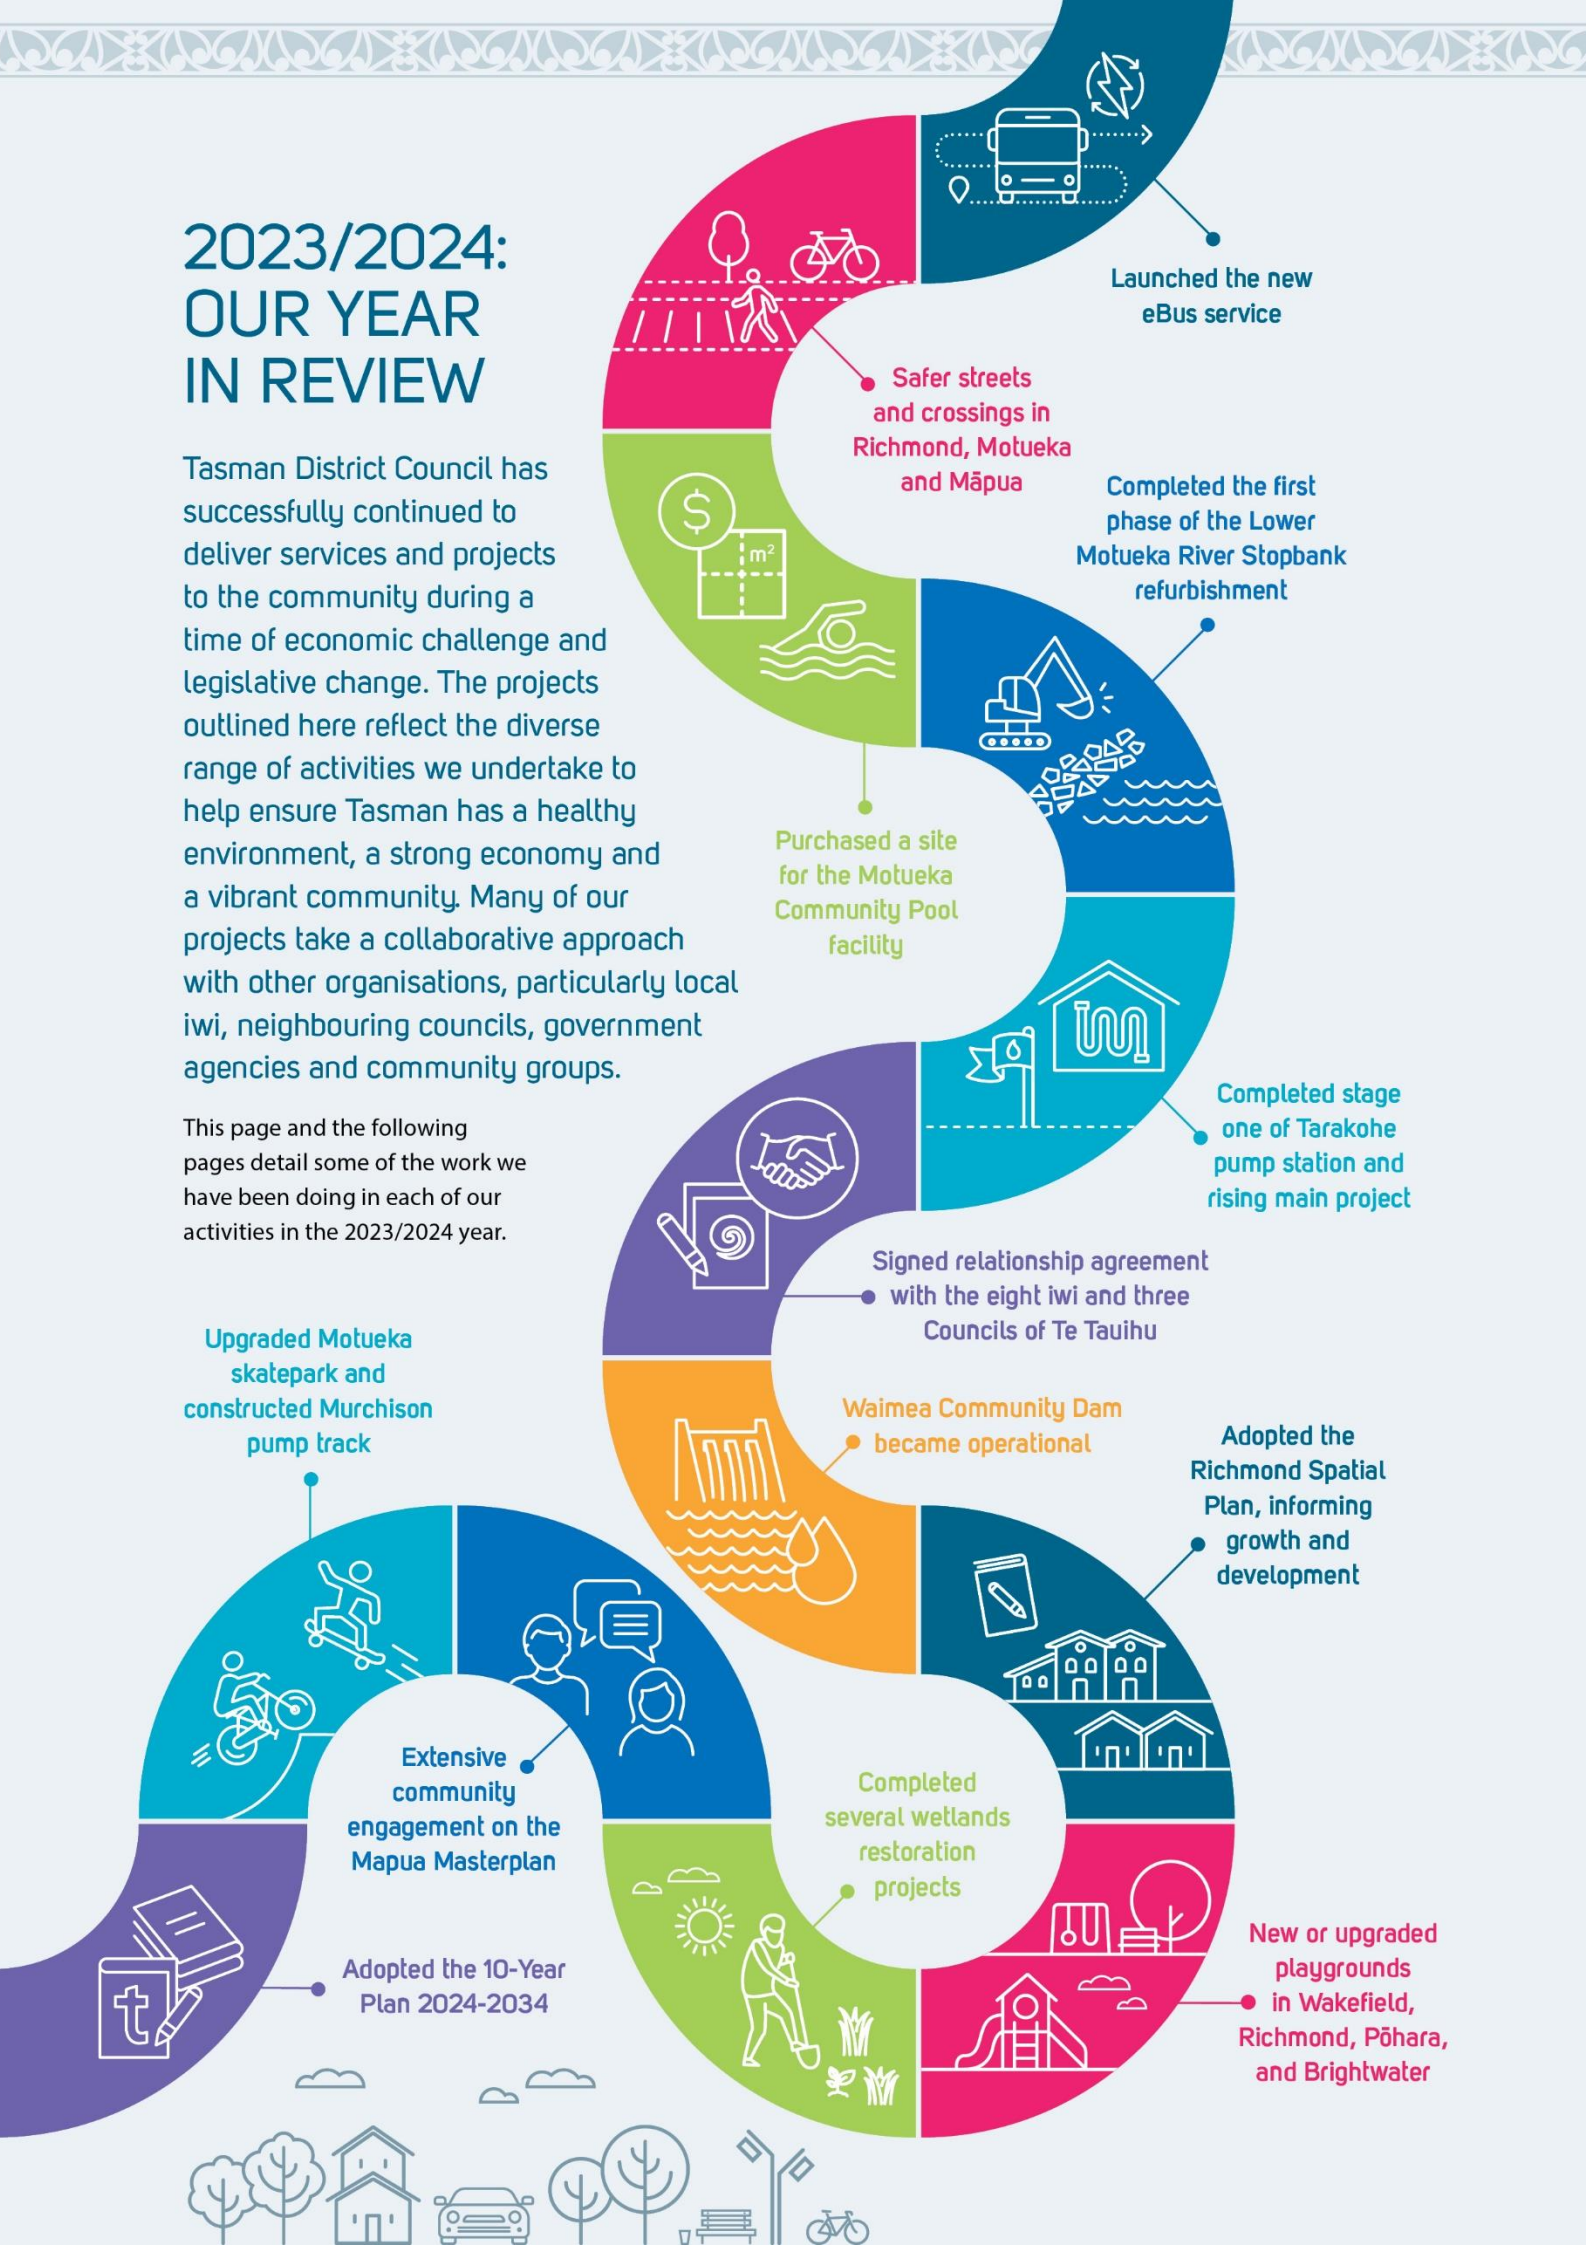 2023/2024:
OUR YEAR
IN REVIEW
Tasman District Council has
successfully continued to
deliver services and projects
to the community during a
time of economic challenge and
legislative change. The projects
outlined here reflect the diverse
range of activities we undertake to
help ensure Tasman has a healthy
environment, a strong economy and
a vibrant community. Many of our
projects take a collaborative approach
with other organisations, particularly local
iwi, neighbouring councils, government
agencies and community groups.
This page and the following
pages detail some of the work we
have been doing in each of our
activities in the 2023/2024 year.
Launched the new
eBus service
Safer streets
and crossings in
Richmond, Motueka
and Māpua
$
m²
Purchased a site
for the Motueka
Community Pool
facility
Completed the first
phase of the Lower
Motueka River Stopbank
refurbishment
Completed stage
one of Tarakohe
pump station and
rising main project
Signed relationship agreement
with the eight iwi and three
Councils of Te Tauihu
Waimea Community Dam
became operational
Adopted the
Richmond Spatial
Plan, informing
growth and
development
New or upgraded
playgrounds
in Wakefield,
Richmond, Pōhara,
and Brightwater
Completed
several wetlands
restoration
projects
Extensive
community
engagement on the
Mapua Masterplan
Upgraded Motueka
skatepark and
constructed Murchison
pump track
Adopted the 10-Year
Plan 2024-2034
t